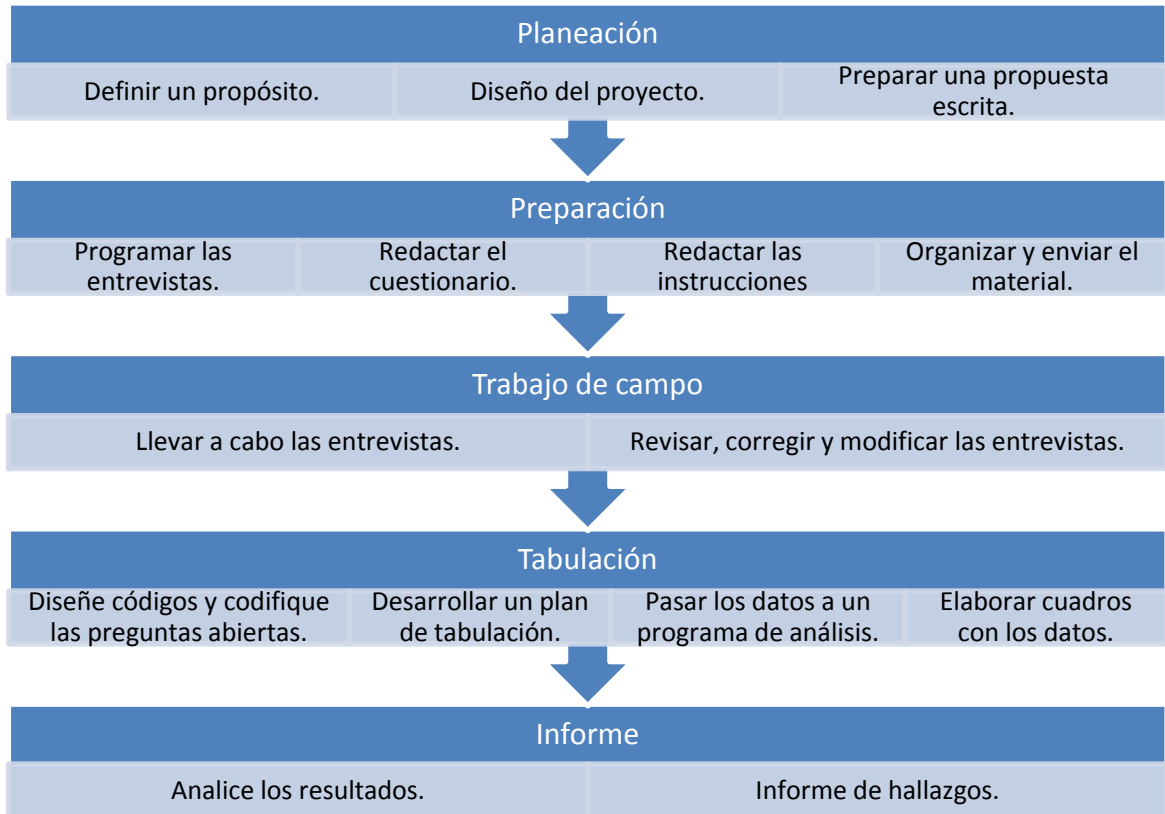 Planeación
Definir un propósito.
Diseño del proyecto.
Preparar una propuesta
escrita.
Preparación
Programar las
entrevistas.
Redactar el
cuestionario.
Redactar las
instrucciones
Organizar y enviar el
material.
Trabajo de campo
Llevar a cabo las entrevistas.
Revisar, corregir y modificar las entrevistas.
Tabulación
Diseñe códigos y codifique
las preguntas abiertas.
Desarrollar un plan
de tabulación.
Pasar los datos a un
programa de análisis.
Elaborar cuadros
con los datos.
Informe
Analice los resultados.
Informe de hallazgos.